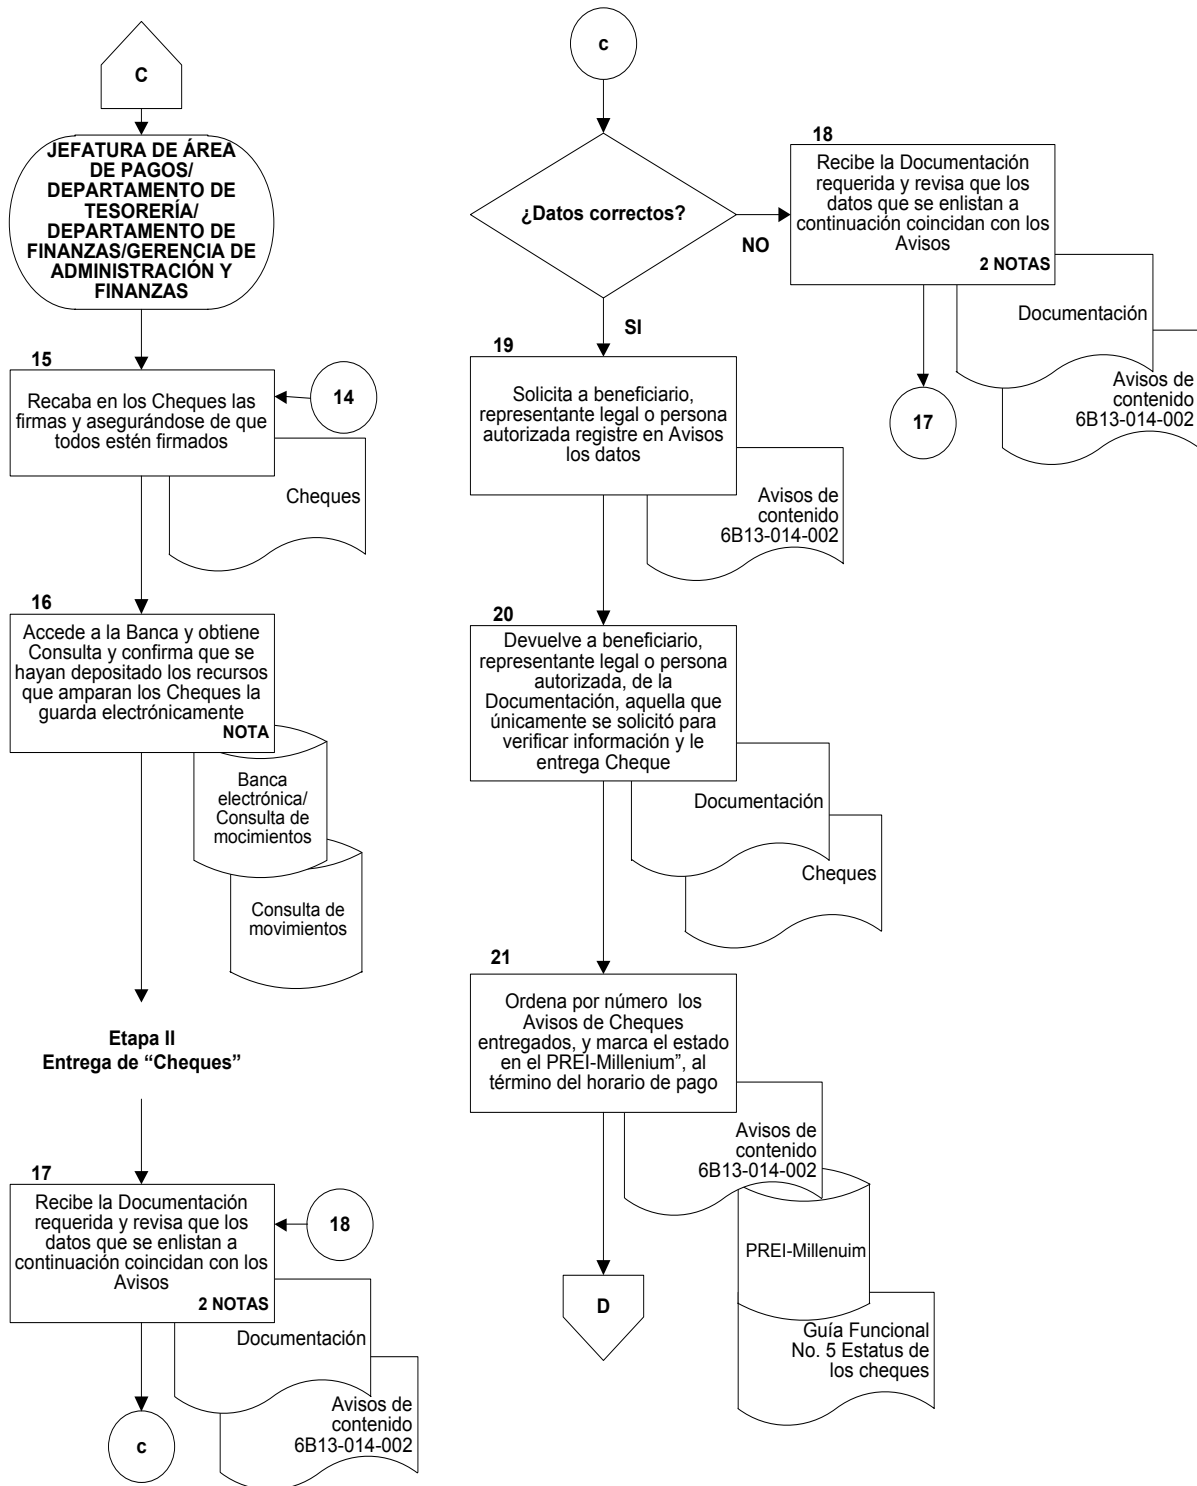 C
JEFATURA DE ÁREA
DE PAGOS/
DEPARTAMENTO DE
TESORERÍA/
DEPARTAMENTO DE
FINANZAS/GERENCIA DE
ADMINISTRACIÓN Y
FINANZAS
15
Recaba en los Cheques las
firmas y asegurándose de que
todos estén firmados
14
Cheques
16
Accede a la Banca y obtiene
Consulta y confirma que se
hayan depositado los recursos
que amparan los Cheques la
guarda electrónicamente
NOTA
Banca
electrónica/
Consulta de
mocimientos
Consulta de
movimientos
Etapa II
Entrega de “Cheques”
17
Recibe la Documentación
requerida y revisa que los
datos que se enlistan a
continuación coincidan con los
Avisos
2 NOTAS
18
Documentación
Avisos de
contenido
6B13-014-002
c
c
¿Datos correctos?
NO
SI
18
Recibe la Documentación
requerida y revisa que los
datos que se enlistan a
continuación coincidan con los
Avisos
2 NOTAS
Documentación
Avisos de
contenido
6B13-014-002
17
19
Solicita a beneficiario,
representante legal o persona
autorizada registre en Avisos
los datos
Avisos de
contenido
6B13-014-002
20
Devuelve a beneficiario,
representante legal o persona
autorizada, de la
Documentación, aquella que
únicamente se solicitó para
verificar información y le
entrega Cheque
Documentación
Cheques
21
Ordena por número los
Avisos de Cheques
entregados, y marca el estado
en el PREI-Millenium”, al
término del horario de pago
Avisos de
contenido
6B13-014-002
PREI-Millenuim
Guía Funcional
No. 5 Estatus de
los cheques
D